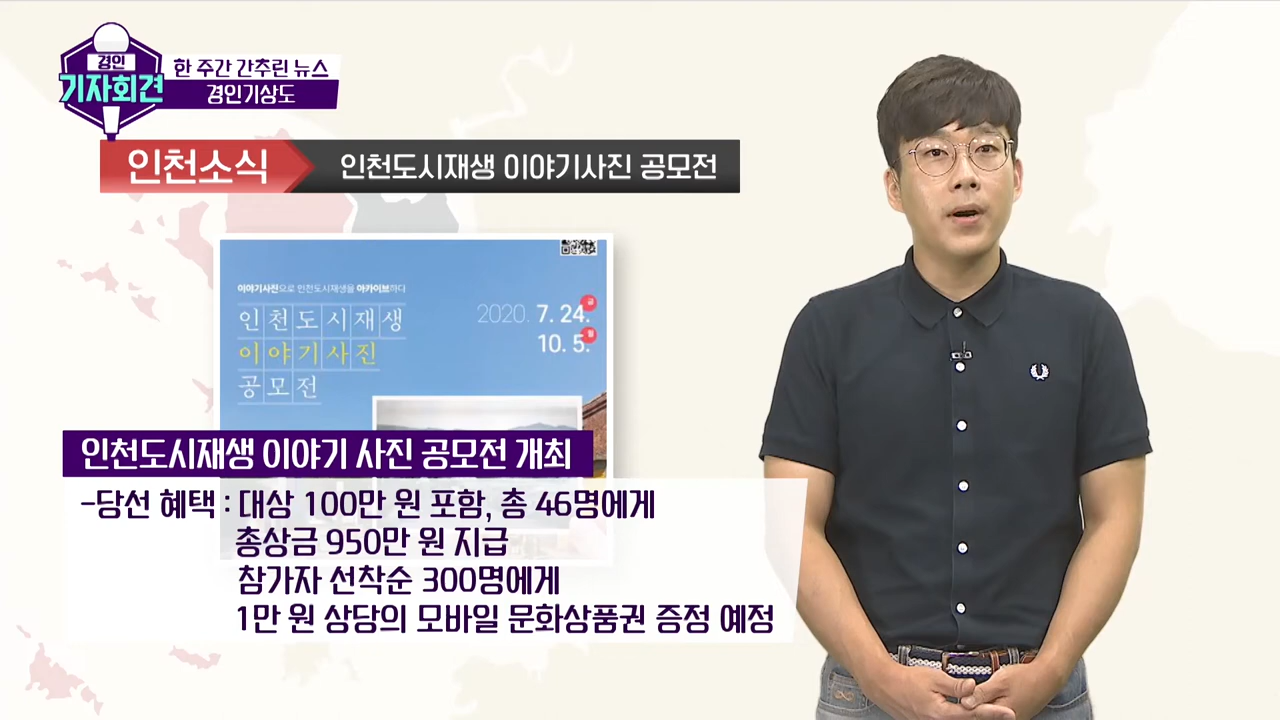 경인
기자회견
한 주간 간추린 뉴스
경인기상도
인천소식
인천도시재생 이야기사진 공모전
이야기사진으로 인천도시재생을 아카이브하다
인천도시재생
이야기사진
공모전
2020. 7. 24. 금
10. 5. 월
인천도시재생 이야기 사진 공모전 개최
-당선 혜택 : 대상 100만 원 포함, 총 46명에게
총상금 950만 원 지급
참가자 선착순 300명에게
1만 원 상당의 모바일 문화상품권 증정 예정